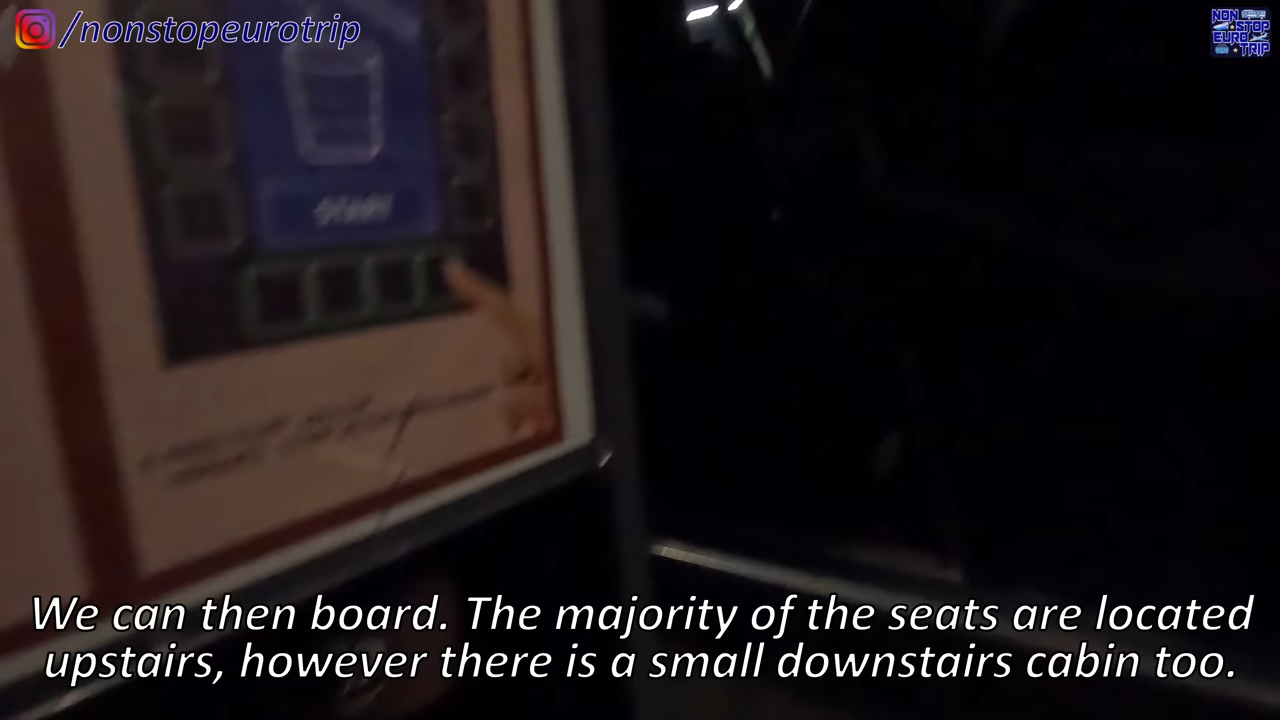 /nonstopeurotrip
NON
STOP
EURO
TRIP
START
We can then board. The majority of the seats are located
upstairs, however there is a small downstairs cabin too.